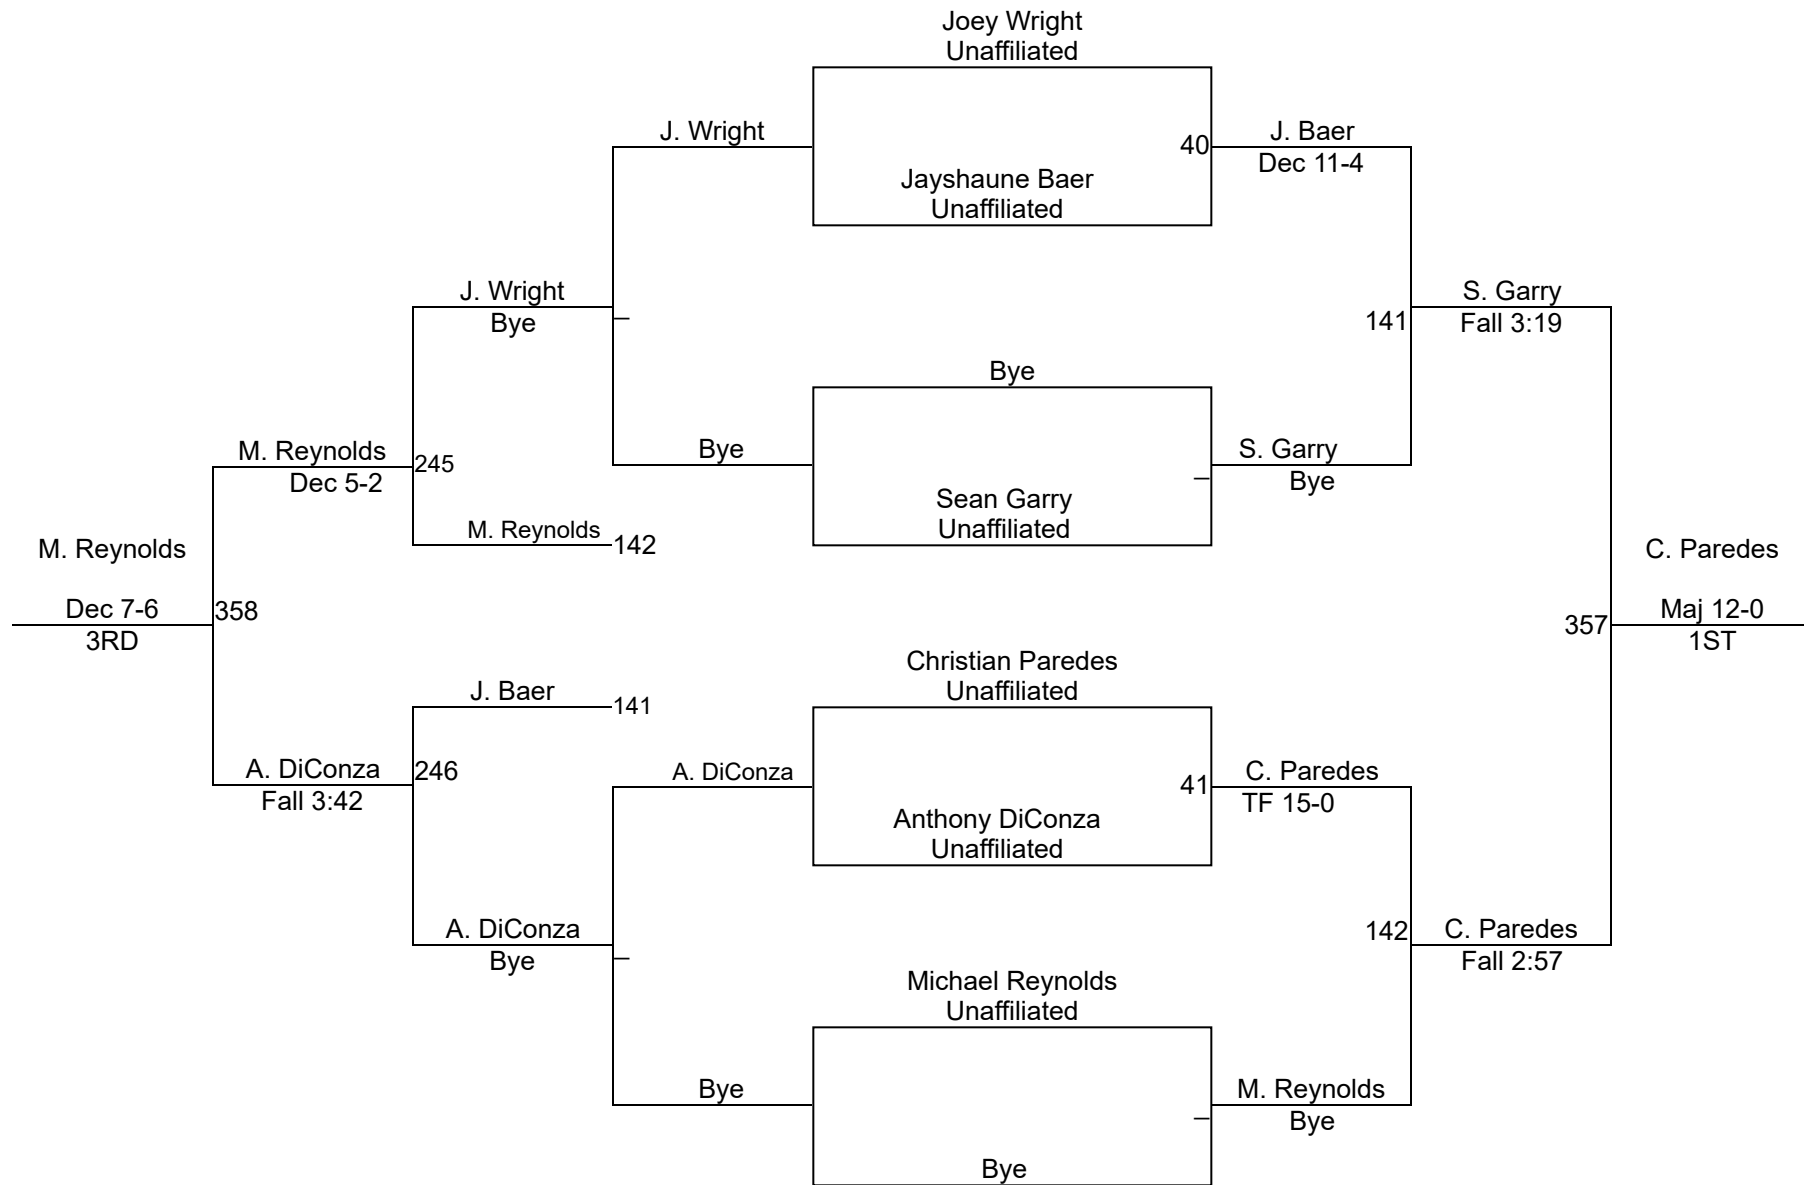 Joey Wright
Unaffiliated
J. Wright
40
J. Baer
Dec 11-4
Jayshaune Baer
Unaffiliated
J. Wright
Bye
S. Garry
Fall 3:19
141
Bye
M. Reynolds
Dec 5-2
245
Bye
S. Garry
Bye
Sean Garry
Unaffiliated
M. Reynolds
142
M. Reynolds
Dec 7-6
3RD
358
C. Paredes
Maj 12-0
1ST
357
Christian Paredes
Unaffiliated
J. Baer
141
A. DiConza
Fall 3:42
246
A. DiConza
41
C. Paredes
TF 15-0
Anthony DiConza
Unaffiliated
A. DiConza
Bye
142
C. Paredes
Fall 2:57
Michael Reynolds
Unaffiliated
Bye
M. Reynolds
Bye
Bye